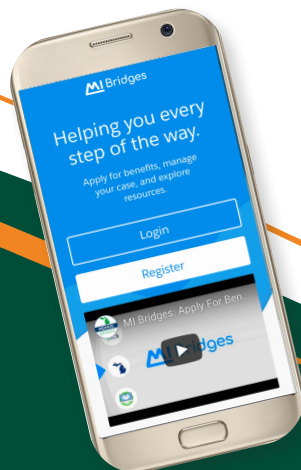 MI Bridges
Helping you every
step of the way.
Apply for benefits, manage
your case, and explore
resources.
Login
Register
MI Bridges: Apply For Ben...
MI Bridges